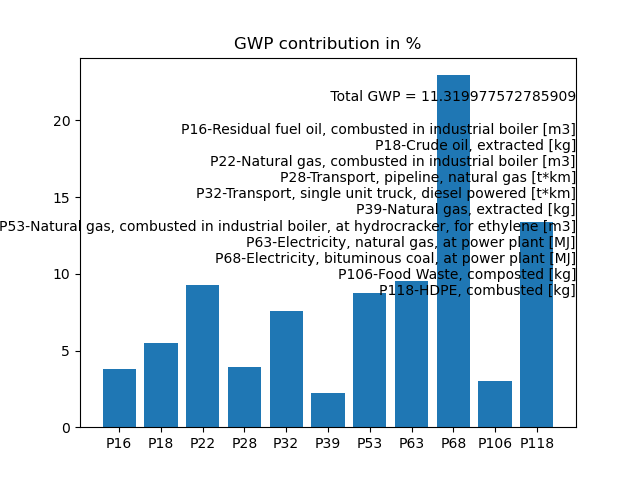 GWP contribution in %
Total GWP = 11.319977572785909
P16-Residual fuel oil, combusted in industrial boiler [m3]
P18-Crude oil, extracted [kg]
P22-Natural gas, combusted in industrial boiler [m3]
P28-Transport, pipeline, natural gas [t*km]
P32-Transport, single unit truck, diesel powered [t*km]
P39-Natural gas, extracted [kg]
P53-Natural gas, combusted in industrial boiler, at hydrocracker, for ethylene [m3]
P63-Electricity, natural gas, at power plant [MJ]
P68-Electricity, bituminous coal, at power plant [MJ]
P106-Food Waste, composted [kg]
P118-HDPE, combusted [kg]
20
15
10
5
0
P16 P18 P22 P28 P32 P39 P53 P63 P68 P106 P118